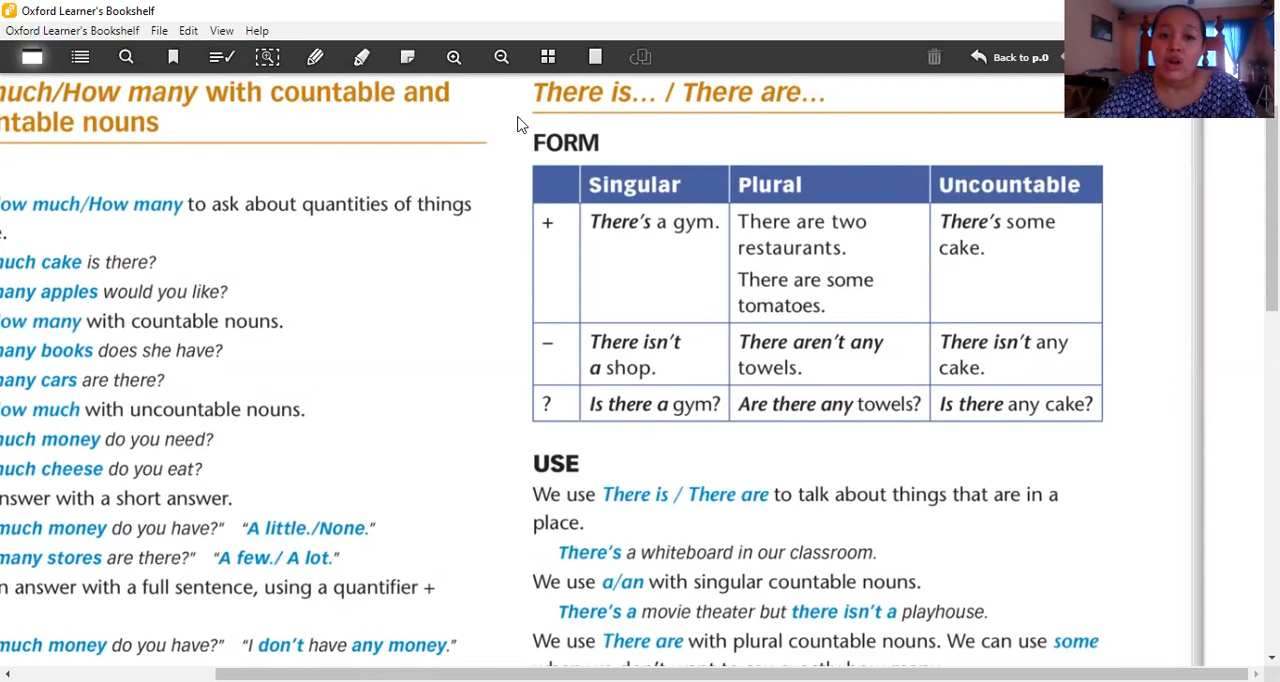 Oxford Learner's Bookshelf
Oxford Learner's Bookshelf File Edit View Help
Back to p.0
much/How many with countable and
ntable nouns
ow much/How many to ask about quantities of things
e.
much cake is there?
many apples would you like?
ow many with countable nouns.
many books does she have?
many cars are there?
ow much with uncountable nouns.
much money do you need?
much cheese do you eat?
nswer with a short answer.
much money do you have?" "A little./None."
many stores are there?" "A few./ A lot."
n answer with a full sentence, using a quantifier +
much money do you have?" "I don't have any money."
There is... / There are...
FORM
Singular Plural Uncountable
+ There's a gym. There are two restaurants. There's some cake.
There are some tomatoes.
– There isn't a shop. There aren't any towels. There isn't any cake.
? Is there a gym? Are there any towels? Is there any cake?
USE
We use There is / There are to talk about things that are in a
place.
There's a whiteboard in our classroom.
We use a/an with singular countable nouns.
There's a movie theater but there isn't a playhouse.
We use There are with plural countable nouns. We can use some